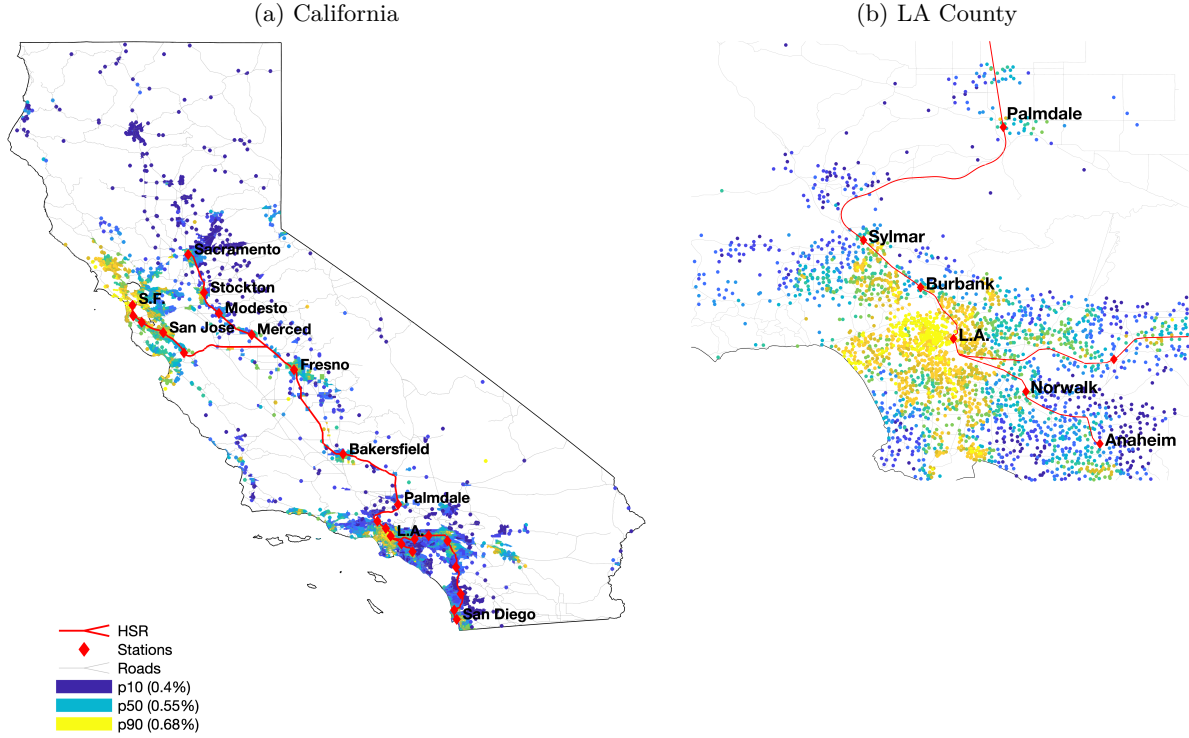 (a) California
(b) LA County
Sacramento
Stockton
S.F.
Modesto
San Jose
Merced
Fresno
Bakersfield
Palmdale
L.A.
San Diego
HSR
Stations
Roads
p10 (0.4%)
p50 (0.55%)
p90 (0.68%)
Palmdale
Sylmar
Burbank
L.A.
Norwalk
Anaheim